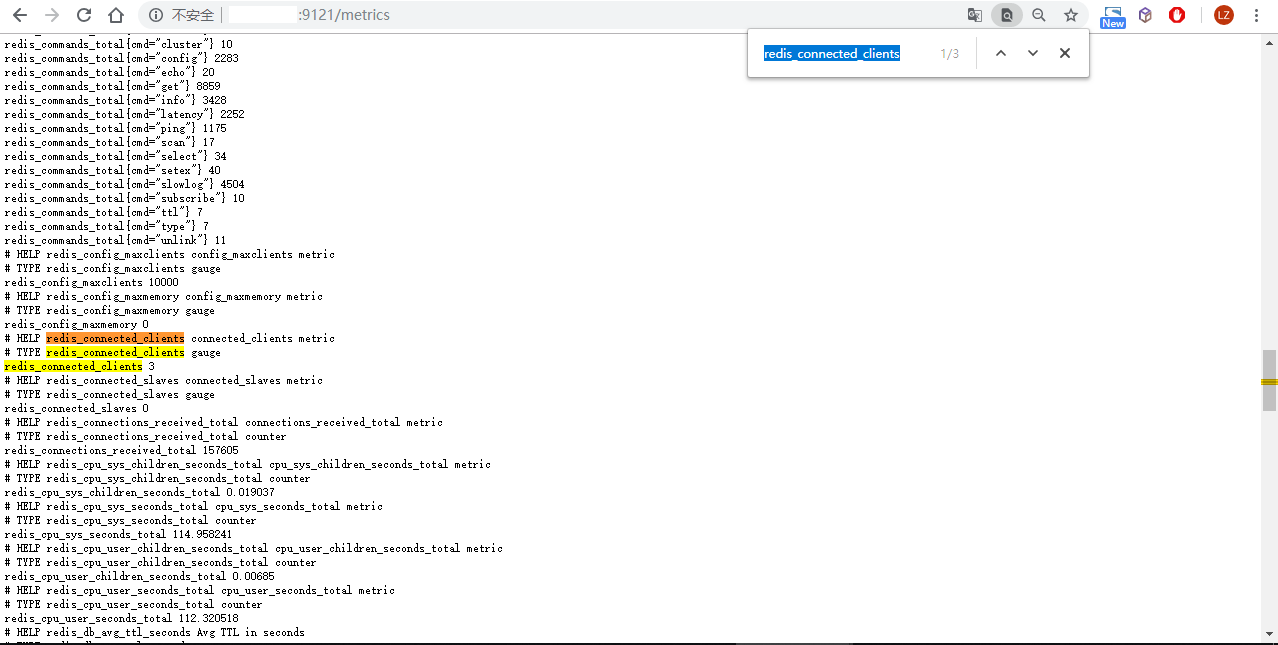 不安全 | :9121/metrics
New
LZ
redis_connected_clients 1/3
redis_commands_total{cmd="cluster"} 10
redis_commands_total{cmd="config"} 2283
redis_commands_total{cmd="echo"} 20
redis_commands_total{cmd="get"} 8859
redis_commands_total{cmd="info"} 3428
redis_commands_total{cmd="latency"} 2252
redis_commands_total{cmd="ping"} 1175
redis_commands_total{cmd="scan"} 17
redis_commands_total{cmd="select"} 34
redis_commands_total{cmd="setex"} 40
redis_commands_total{cmd="slowlog"} 4504
redis_commands_total{cmd="subscribe"} 10
redis_commands_total{cmd="ttl"} 7
redis_commands_total{cmd="type"} 7
redis_commands_total{cmd="unlink"} 11
# HELP redis_config_maxclients config_maxclients metric
# TYPE redis_config_maxclients gauge
redis_config_maxclients 10000
# HELP redis_config_maxmemory config_maxmemory metric
# TYPE redis_config_maxmemory gauge
redis_config_maxmemory 0
# HELP redis_connected_clients connected_clients metric
# TYPE redis_connected_clients gauge
redis_connected_clients 3
# HELP redis_connected_slaves connected_slaves metric
# TYPE redis_connected_slaves gauge
redis_connected_slaves 0
# HELP redis_connections_received_total connections_received_total metric
# TYPE redis_connections_received_total counter
redis_connections_received_total 157605
# HELP redis_cpu_sys_children_seconds_total cpu_sys_children_seconds_total metric
# TYPE redis_cpu_sys_children_seconds_total counter
redis_cpu_sys_children_seconds_total 0.019037
# HELP redis_cpu_sys_seconds_total cpu_sys_seconds_total metric
# TYPE redis_cpu_sys_seconds_total counter
redis_cpu_sys_seconds_total 114.958241
# HELP redis_cpu_user_children_seconds_total cpu_user_children_seconds_total metric
# TYPE redis_cpu_user_children_seconds_total counter
redis_cpu_user_children_seconds_total 0.00685
# HELP redis_cpu_user_seconds_total cpu_user_seconds_total metric
# TYPE redis_cpu_user_seconds_total counter
redis_cpu_user_seconds_total 112.320518
# HELP redis_db_avg_ttl_seconds Avg TTL in seconds